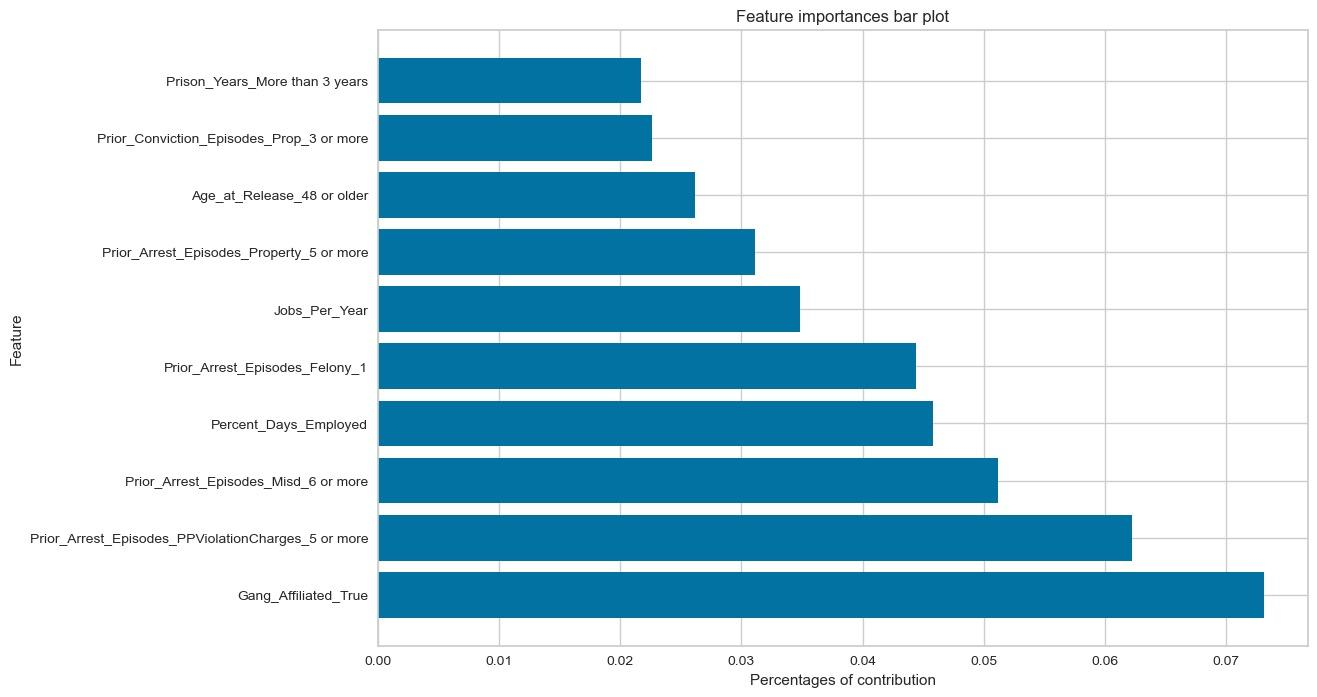 Feature importances bar plot
Prison_Years_More than 3 years
Prior_Conviction_Episodes_Prop_3 or more
Age_at_Release_48 or older
Prior_Arrest_Episodes_Property_5 or more
Jobs_Per_Year
Prior_Arrest_Episodes_Felony_1
Percent_Days_Employed
Prior_Arrest_Episodes_Misd_6 or more
Prior_Arrest_Episodes_PPViolationCharges_5 or more
Gang_Affiliated_True
Feature
0.00 0.01 0.02 0.03 0.04 0.05 0.06 0.07
Percentages of contribution